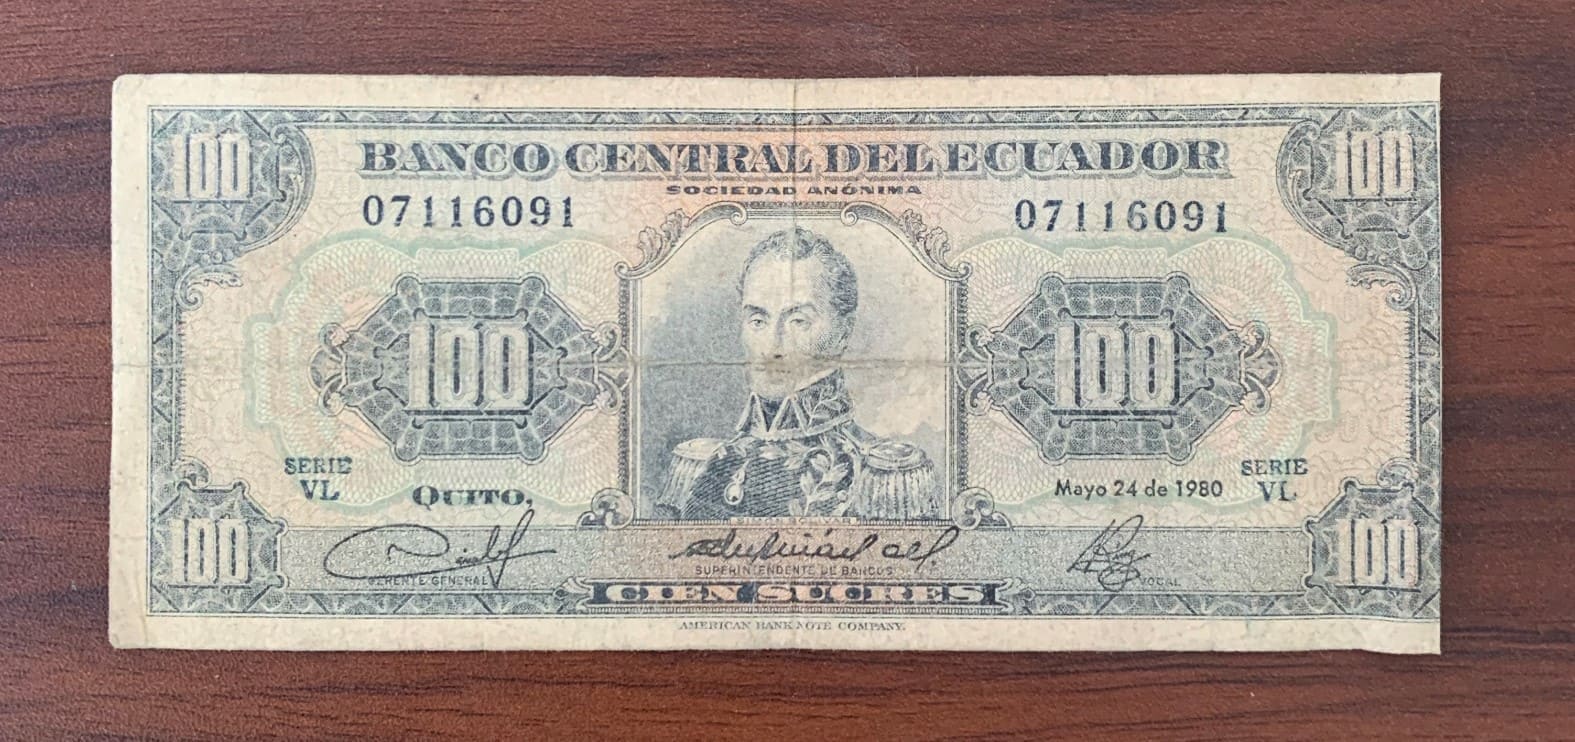 100 BANCO CENTRAL DEL ECUADOR 100
SOCIEDAD ANÓNIMA
07116091 07116091
100 100
SERIE SERIE
VL QUITO, Mayo 24 de 1980 VL
SIMON BOLIVAR
100 100
GERENTE GENERAL SUPERINTENDENTE DE BANCOS VOCAL
CIEN SUCRES
AMERICAN BANK NOTE COMPANY.